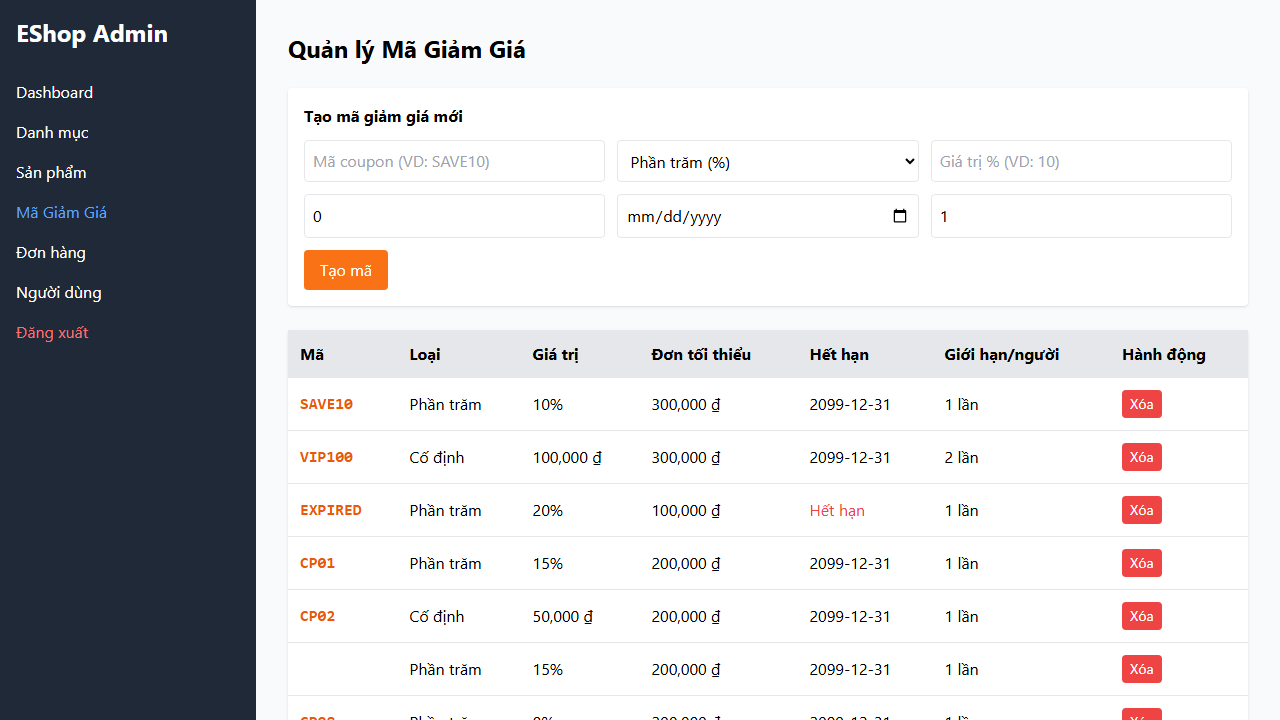 EShop Admin
Dashboard
Danh mục
Sản phẩm
Mã Giảm Giá
Đơn hàng
Người dùng
Đăng xuất
Quản lý Mã Giảm Giá
Tạo mã giảm giá mới
Mã coupon (VD: SAVE10) Phần trăm (%) Giá trị % (VD: 10)
0 mm/dd/yyyy 1
Tạo mã
Mã Loại Giá trị Đơn tối thiểu Hết hạn Giới hạn/người Hành động
SAVE10 Phần trăm 10% 300,000 ₫ 2099-12-31 1 lần Xóa
VIP100 Cố định 100,000 ₫ 300,000 ₫ 2099-12-31 2 lần Xóa
EXPIRED Phần trăm 20% 100,000 ₫ Hết hạn 1 lần Xóa
CP01 Phần trăm 15% 200,000 ₫ 2099-12-31 1 lần Xóa
CP02 Cố định 50,000 ₫ 200,000 ₫ 2099-12-31 1 lần Xóa
Phần trăm 15% 200,000 ₫ 2099-12-31 1 lần Xóa